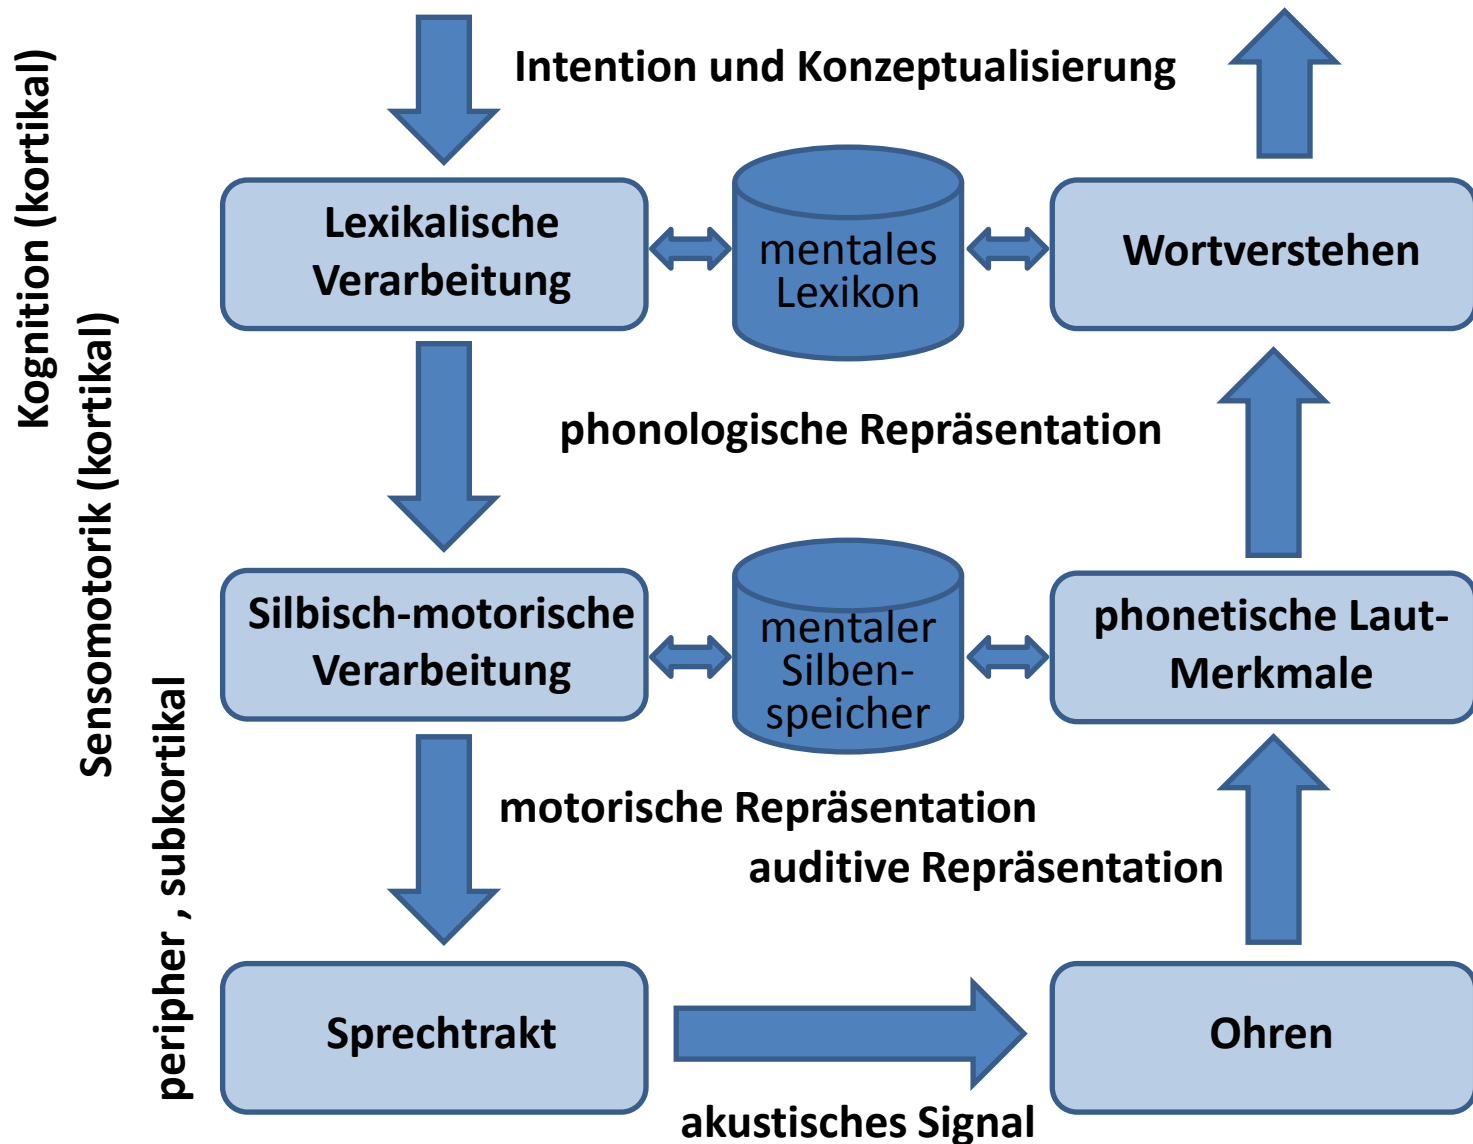 Intention und Konzeptualisierung
Kognition (kortikal)
Lexikalische
Verarbeitung
mentales
Lexikon
Wortverstehen
phonologische Repräsentation
Sensomotorik (kortikal)
Silbisch-motorische
Verarbeitung
mentaler
Silben-
speicher
phonetische Laut-
Merkmale
motorische Repräsentation
auditive Repräsentation
peripher , subkortikal
Sprechtrakt
Ohren
akustisches Signal